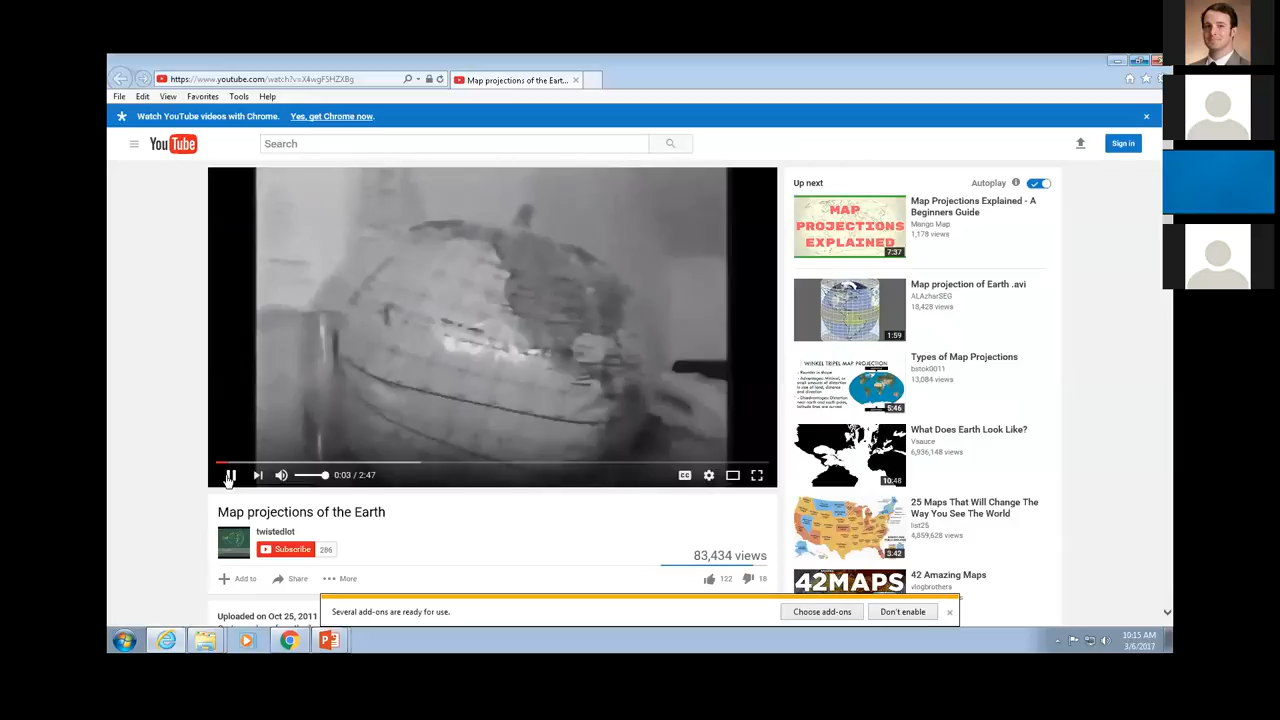 https://www.youtube.com/watch?v=X4wgFSHZXBg
Map projections of the Eart...
File Edit View Favorites Tools Help
Watch YouTube videos with Chrome. Yes, get Chrome now.
YouTube
Search
Sign in
Up next
Autoplay
MAP
PROJECTIONS
EXPLAINED
7:37
Map Projections Explained - A
Beginners Guide
Mango Map
1,178 views
1:59
Map projection of Earth .avi
ALAzharSEG
18,428 views
WINKEL TRIPEL MAP PROJECTION
5:46
Types of Map Projections
bstok0011
13,084 views
10:48
What Does Earth Look Like?
Vsauce
6,936,148 views
3:42
25 Maps That Will Change The
Way You See The World
list25
4,859,628 views
42MAPS
42 Amazing Maps
vlogbrothers
0:03 / 2:47
CC
Map projections of the Earth
twistedlot
Subscribe 286
83,434 views
Add to Share More
122 18
Uploaded on Oct 25, 2011
Several add-ons are ready for use.
Choose add-ons
Don't enable
10:15 AM
3/6/2017